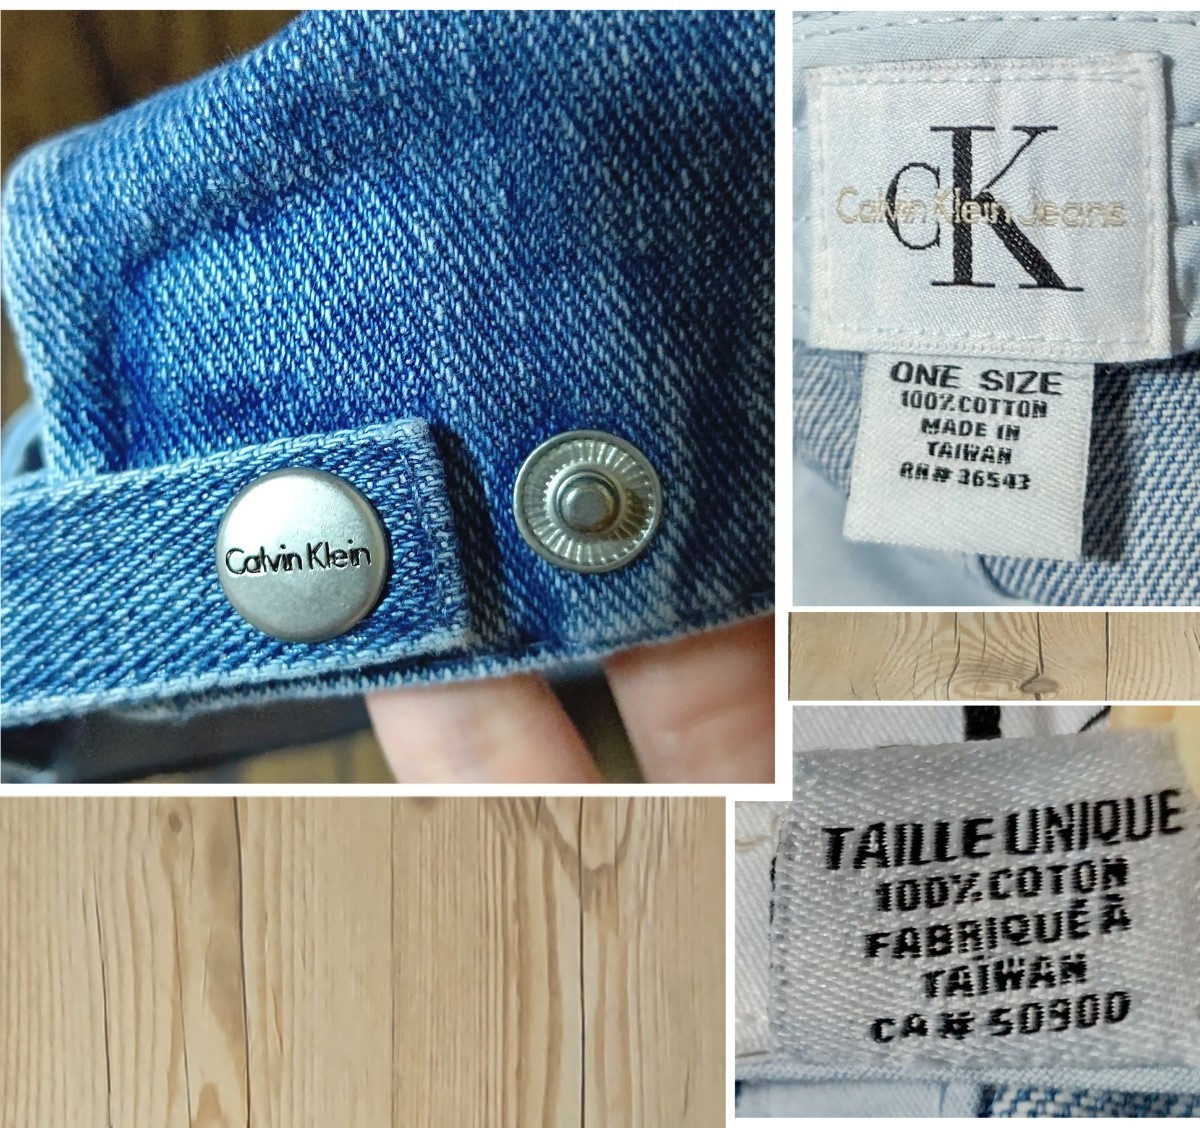 Calvin Klein
CK
Calvin Klein Jeans
ONE SIZE
100% COTTON
MADE IN
TAIWAN
RN# 36543
TAILLE UNIQUE
100% COTON
FABRIQUÉ À
TAÏWAN
CA# 50900